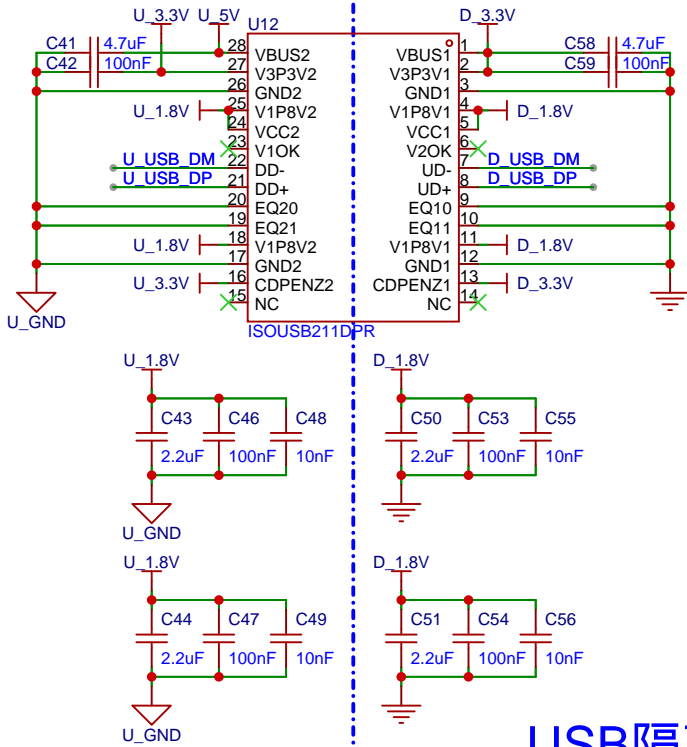 U_3.3V U_5V U12 D_3.3V
C41 4.7uF 28 VBUS2 VBUS1 1 C58 4.7uF
C42 100nF 27 V3P3V2 V3P3V1 2 C59 100nF
26 GND2 GND1 3
U_1.8V 25 V1P8V2 V1P8V1 4 D_1.8V
24 VCC2 VCC1 5
23 V1OK V2OK 6
U_USB_DM 22 DD- UD- 7 D_USB_DM
U_USB_DP 21 DD+ UD+ 8 D_USB_DP
20 EQ20 EQ10 9
19 EQ21 EQ11 10
U_1.8V 18 V1P8V2 V1P8V1 11 D_1.8V
17 GND2 GND1 12
U_3.3V 16 CDPENZ2 CDPENZ1 13 D_3.3V
15 NC NC 14
U_GND
ISOUSB211DPR
U_1.8V D_1.8V
C43 C46 C48 C50 C53 C55
2.2uF 100nF 10nF 2.2uF 100nF 10nF
U_GND
U_1.8V D_1.8V
C44 C47 C49 C51 C54 C56
2.2uF 100nF 10nF 2.2uF 100nF 10nF
U_GND
USB隔